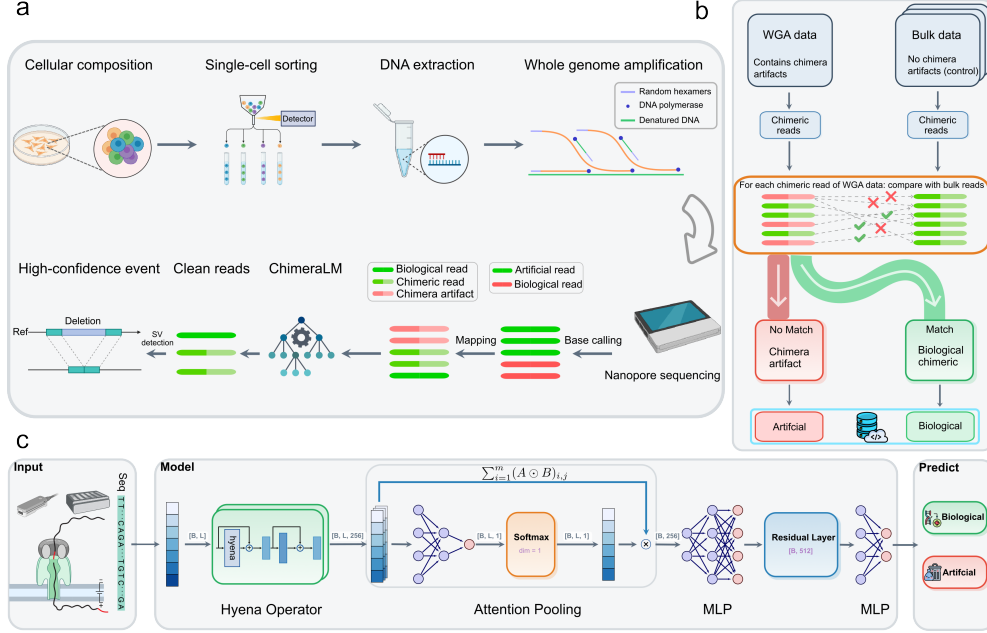 a
Cellular composition
Single-cell sorting
DNA extraction
Whole genome amplification
Detector
Random hexamers
DNA polymerase
Denatured DNA
High-confidence event
Clean reads
ChimeraLM
Biological read
Chimeric read
Chimera artifact
Artificial read
Biological read
Ref
Deletion
SV
detection
Mapping
Base calling
Nanopore sequencing
b
WGA data
Contains chimera
artifacts
Bulk data
No chimera
artifacts (control)
Chimeric
reads
Chimeric
reads
For each chimeric read of WGA data: compare with bulk reads
No Match
Chimera
artifact
Match
Biological
chimeric
Artifcial
Biological
c
Input
Seq
TT···CAGA···TGTC···GA
Model
[B, L]
hyena
Hyena Operator
[B, L, 256]
∑_{i=1}^{m}(A ⊙ B)_{i,j}
[B, L, 1]
Softmax
dim = 1
[B, L, 1]
Attention Pooling
[B, 256]
MLP
Residual Layer
[B, 512]
MLP
Predict
Biological
Artifcial